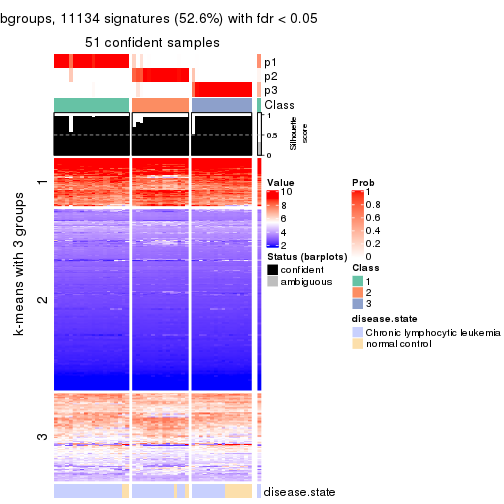 bgroups, 11134 signatures (52.6%) with fdr < 0.05
51 confident samples
p1
p2
p3
Class
1
0.5
0
Silhouette
score
k-means with 3 groups
1
2
3
Value
10
8
6
4
2
Status (barplots)
confident
ambiguous
Prob
1
0.8
0.6
0.4
0.2
0
Class
1
2
3
disease.state
Chronic lymphocytic leukemia
normal control
disease.state